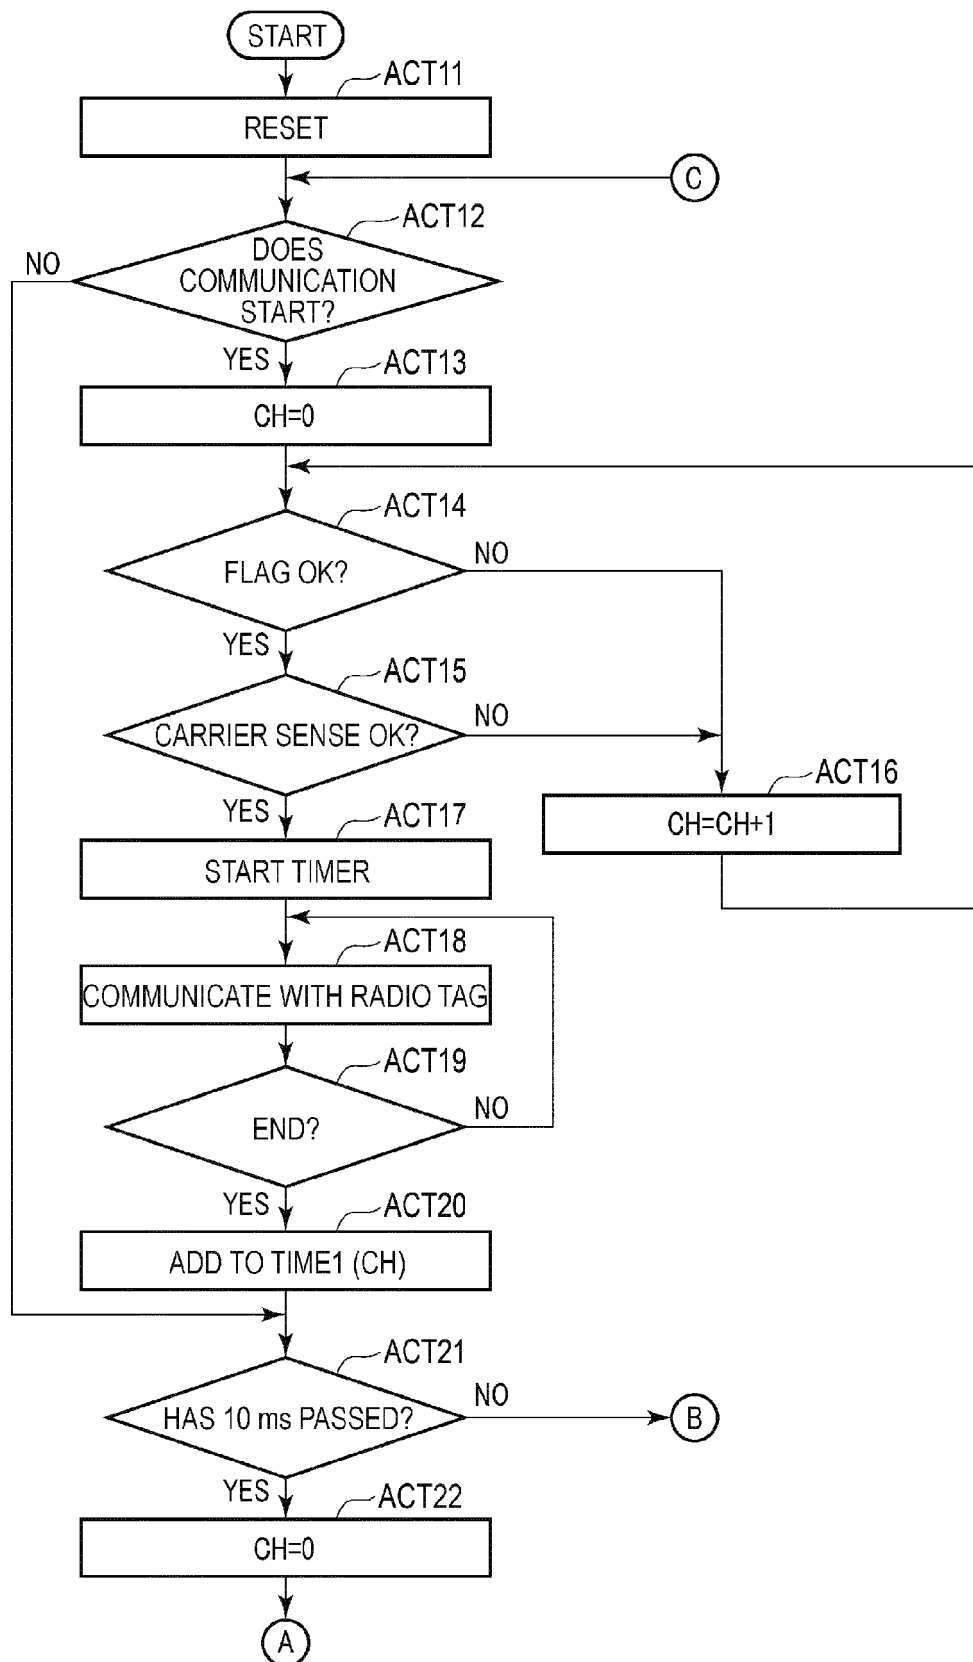 START
ACT11
RESET
C
ACT12
DOES
COMMUNICATION
START?
NO
YES
ACT13
CH=0
ACT14
FLAG OK?
NO
YES
ACT15
CARRIER SENSE OK?
NO
ACT16
CH=CH+1
YES
ACT17
START TIMER
ACT18
COMMUNICATE WITH RADIO TAG
ACT19
END?
NO
YES
ACT20
ADD TO TIME1 (CH)
ACT21
HAS 10 ms PASSED?
NO
B
YES
ACT22
CH=0
A